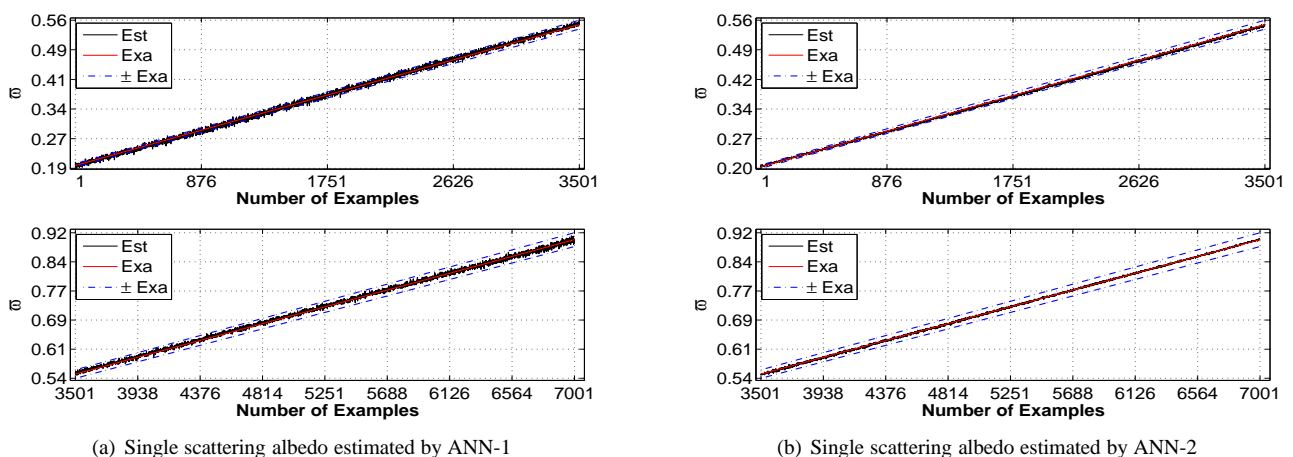 0.56
0.49
0.41
0.34
0.27
0.19
ϖ
Est
Exa
± Exa
1 876 1751 2626 3501
Number of Examples
0.92
0.84
0.77
0.69
0.61
0.54
ϖ
Est
Exa
± Exa
3501 3938 4376 4814 5251 5688 6126 6564 7001
Number of Examples
(a) Single scattering albedo estimated by ANN-1
0.56
0.49
0.42
0.34
0.27
0.20
ϖ
Est
Exa
± Exa
1 876 1751 2626 3501
Number of Examples
0.92
0.84
0.77
0.69
0.61
0.54
ϖ
Est
Exa
± Exa
3501 3938 4376 4814 5251 5688 6126 6564 7001
Number of Examples
(b) Single scattering albedo estimated by ANN-2